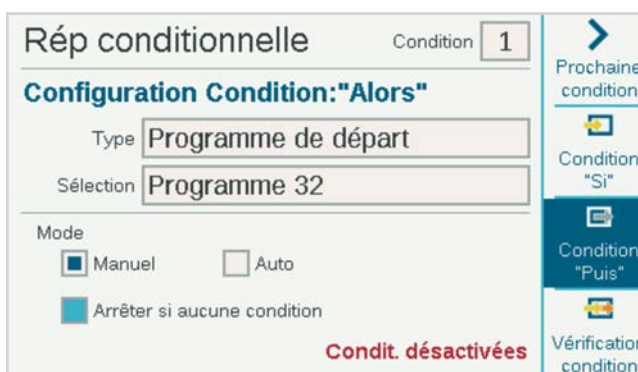 Rép conditionnelle
Condition 1
Configuration Condition:"Alors"
Type Programme de départ
Sélection Programme 32
Mode
Manuel Auto
Arrêter si aucune condition
Condit. désactivées
Prochaine
condition
Condition
"Si"
Condition
"Puis"
Vérification
condition